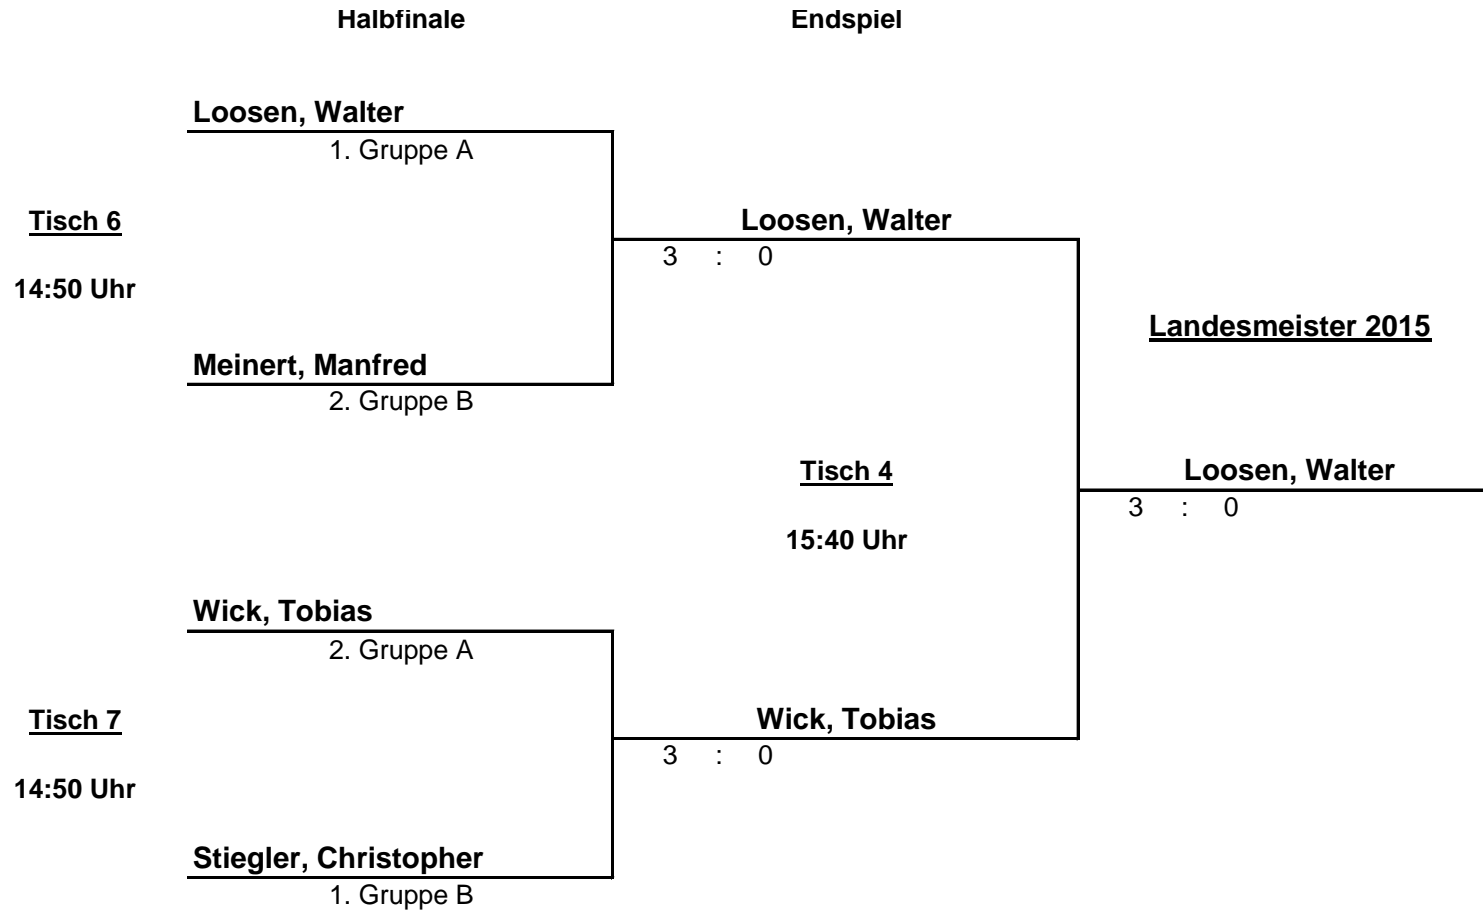 Halbfinale Endspiel
Loosen, Walter
1. Gruppe A
Tisch 6 Loosen, Walter
3 : 0
14:50 Uhr
Landesmeister 2015
Meinert, Manfred
2. Gruppe B
Tisch 4 Loosen, Walter
3 : 0
15:40 Uhr
Wick, Tobias
2. Gruppe A
Tisch 7 Wick, Tobias
3 : 0
14:50 Uhr
Stiegler, Christopher
1. Gruppe B